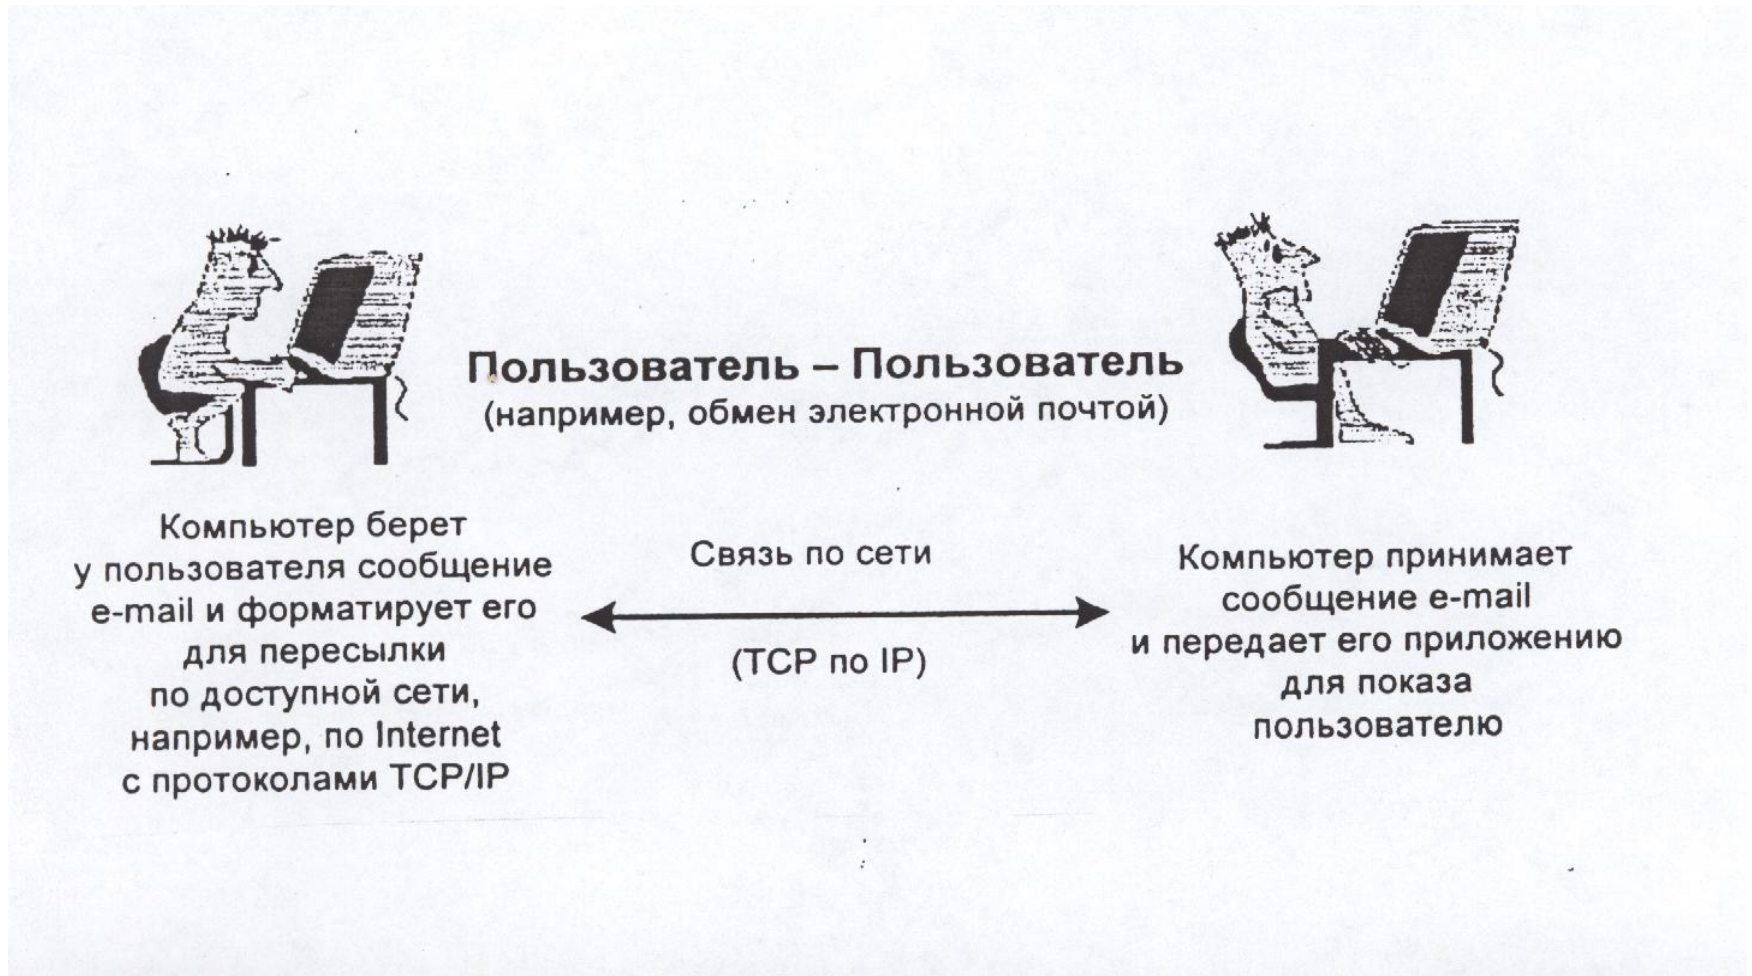 Пользователь – Пользователь
(например, обмен электронной почтой)
Компьютер берет
у пользователя сообщение
e-mail и форматирует его
для пересылки
по доступной сети,
например, по Internet
с протоколами TCP/IP
Связь по сети
(TCP по IP)
Компьютер принимает
сообщение e-mail
и передает его приложению
для показа
пользователю